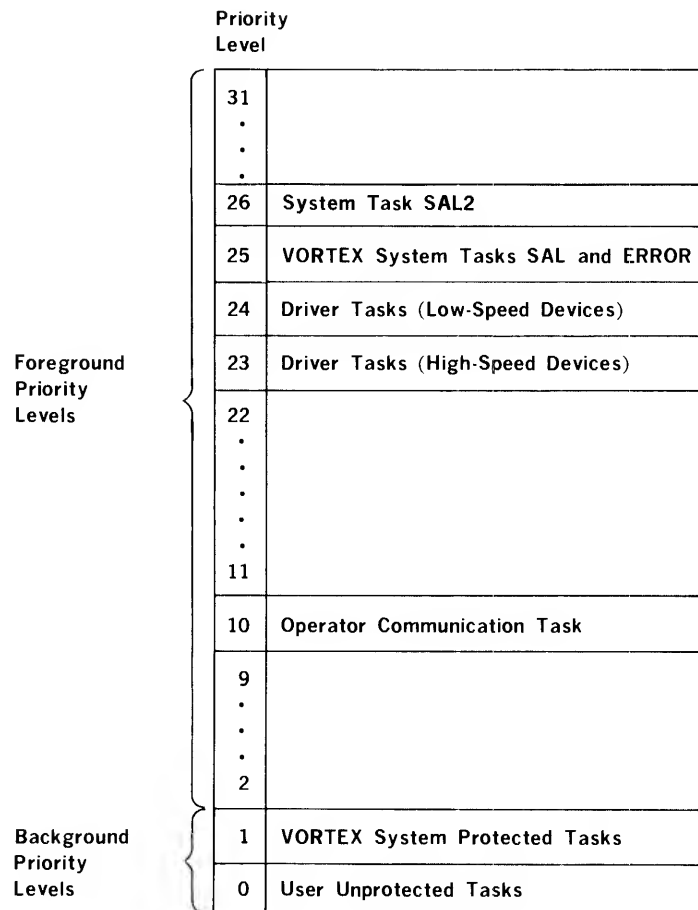 Priority
Level
31
.
.
.
26 System Task SAL2
25 VORTEX System Tasks SAL and ERROR
24 Driver Tasks (Low-Speed Devices)
Foreground
Priority
Levels
23 Driver Tasks (High-Speed Devices)
22
.
.
.
.
.
11
10 Operator Communication Task
9
.
.
.
2
Background
Priority
Levels
1 VORTEX System Protected Tasks
0 User Unprotected Tasks